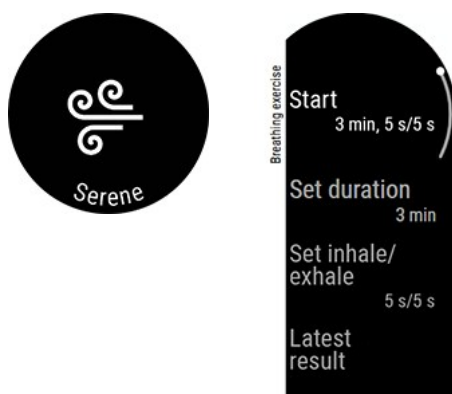 Serene
Breathing exercise
Start
3 min, 5 s/5 s
Set duration
3 min
Set inhale/
exhale
5 s/5 s
Latest
result